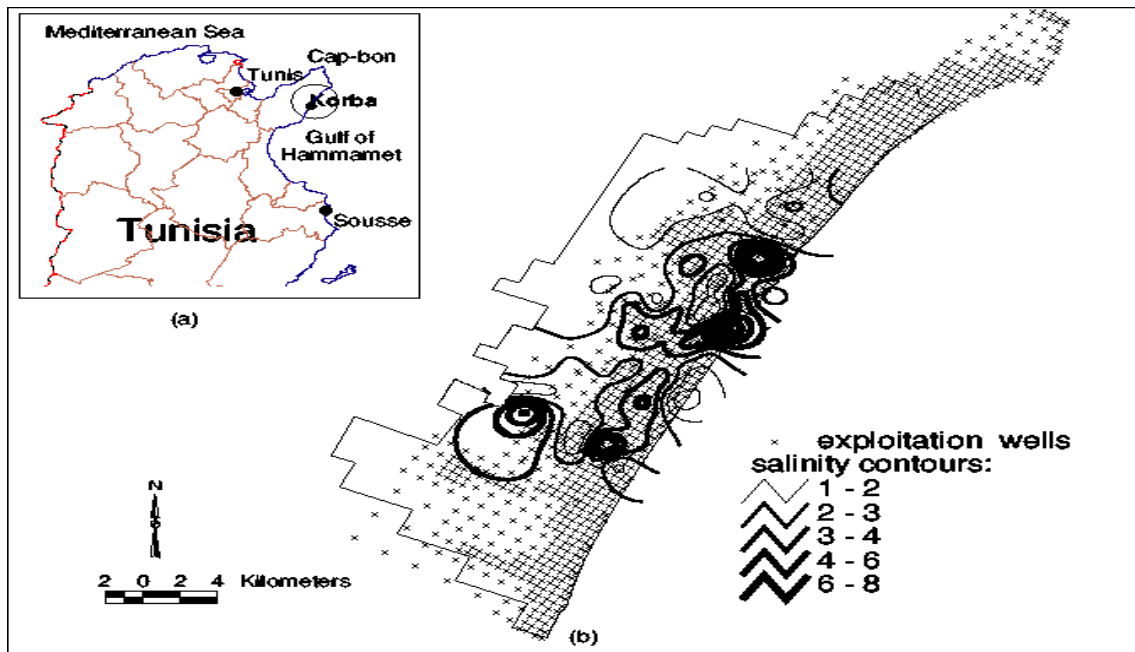 Mediterranean Sea
Cap-bon
Tunis
Korba
Gulf of
Hammamet
Tunisia
Sousse
(a)
N
2 0 2 4 Kilometers
× exploitation wells
salinity contours:
1 - 2
2 - 3
3 - 4
4 - 6
6 - 8
(b)